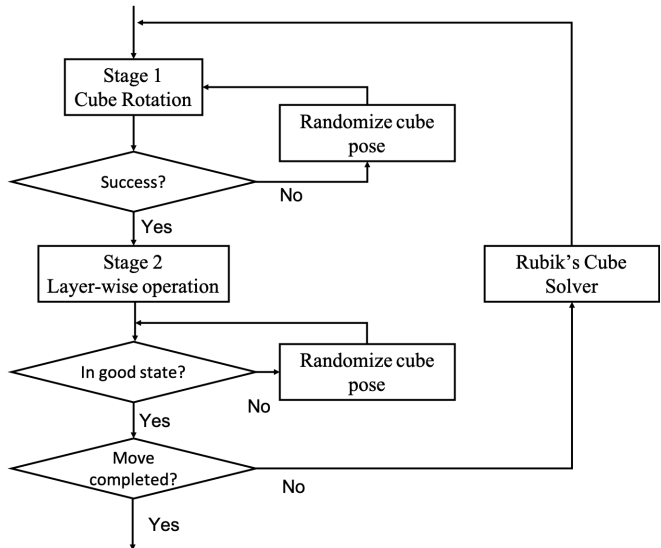 Stage 1
Cube Rotation
Randomize cube
pose
Success?
No
Yes
Stage 2
Layer-wise operation
Rubik's Cube
Solver
In good state?
Randomize cube
pose
No
Yes
Move
completed?
No
Yes